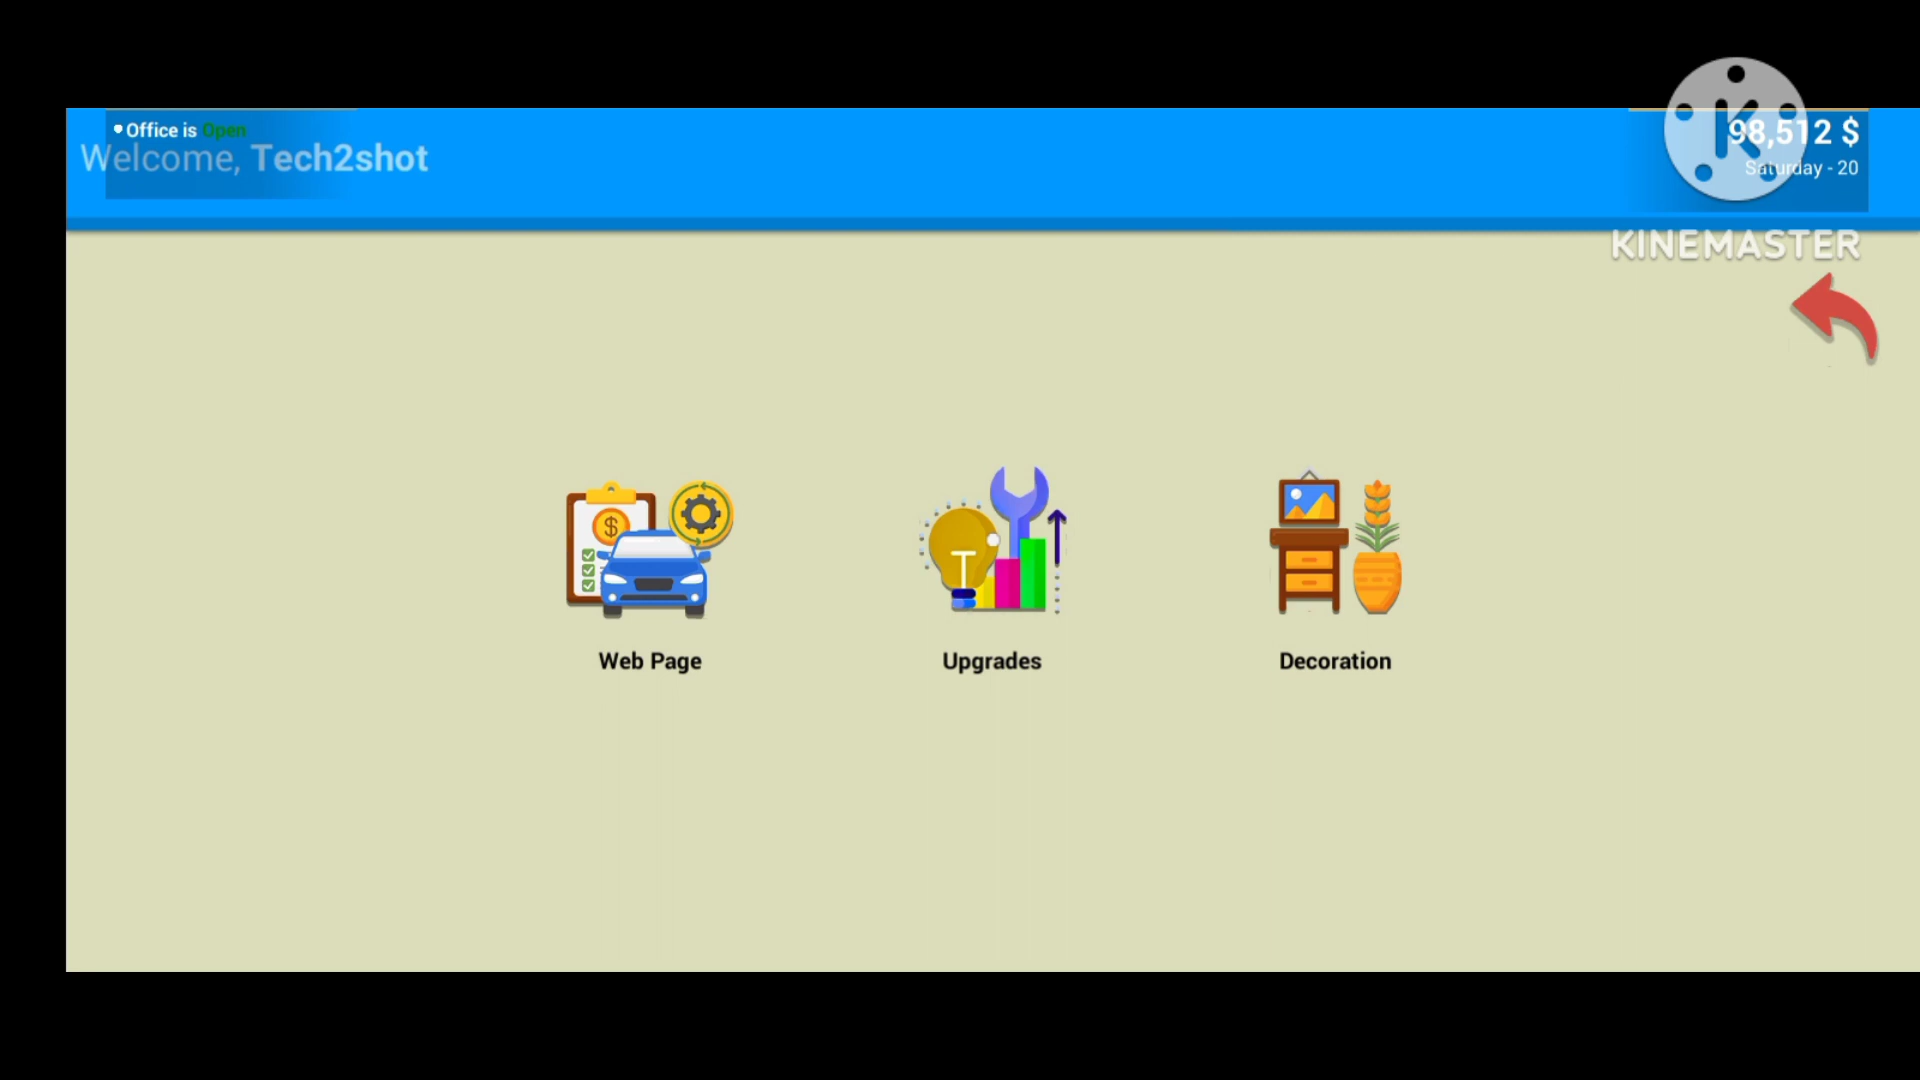 Office is Open
Welcome, Tech2shot
98,512 $
Saturday - 20
KINEMASTER
Web Page
Upgrades
Decoration